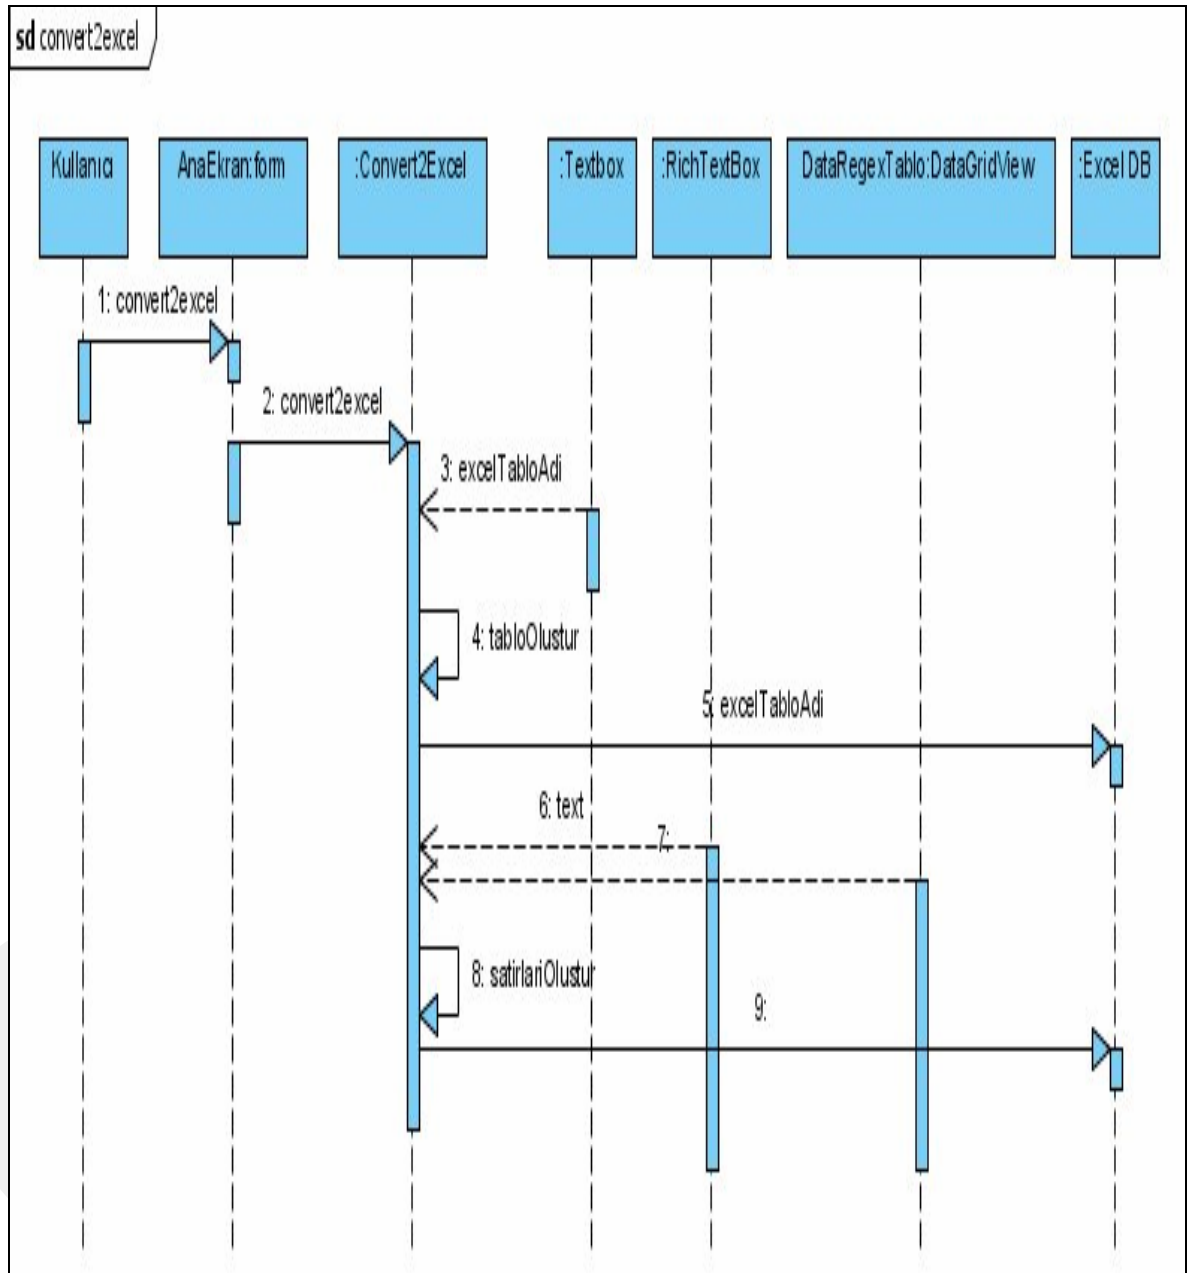 sd convert2excel
Kullanıcı
AnaEkran:form
:Convert2Excel
:Textbox
:RichTextBox
DataRegexTablo:DataGridView
:Excel DB
1: convert2excel
2: convert2excel
3: excelTabloAdi
4: tabloOlustur
5: excelTabloAdi
6: text
7:
8: satirlariOlustur
9: